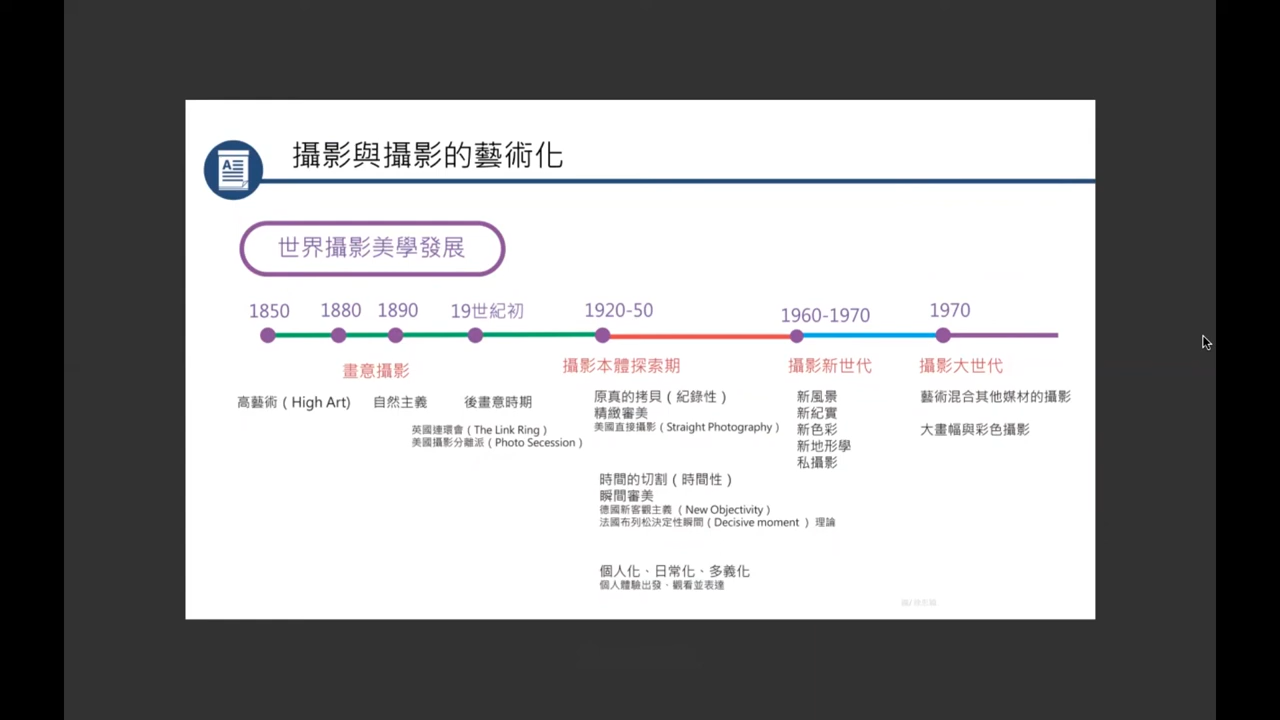 攝影與攝影的藝術化
世界攝影美學發展
1850
1880
1890
19世紀初
1920-50
1960-1970
1970
畫意攝影
攝影本體探索期
攝影新世代
攝影大世代
高藝術 ( High Art)
自然主義
後畫意時期
英國連環會 ( The Link Ring )
美國攝影分離派 ( Photo Secession )
原真的拷貝 ( 紀錄性 )
精緻審美
美國直接攝影 ( Straight Photography )
時間的切割 ( 時間性 )
瞬間審美
德國新客觀主義 ( New Objectivity )
法國布列松決定性瞬間 ( Decisive moment ) 理論
個人化、日常化、多義化
個人體驗出發、觀看並表達
新風景
新紀實
新色彩
新地形學
私攝影
藝術混合其他媒材的攝影
大畫幅與彩色攝影